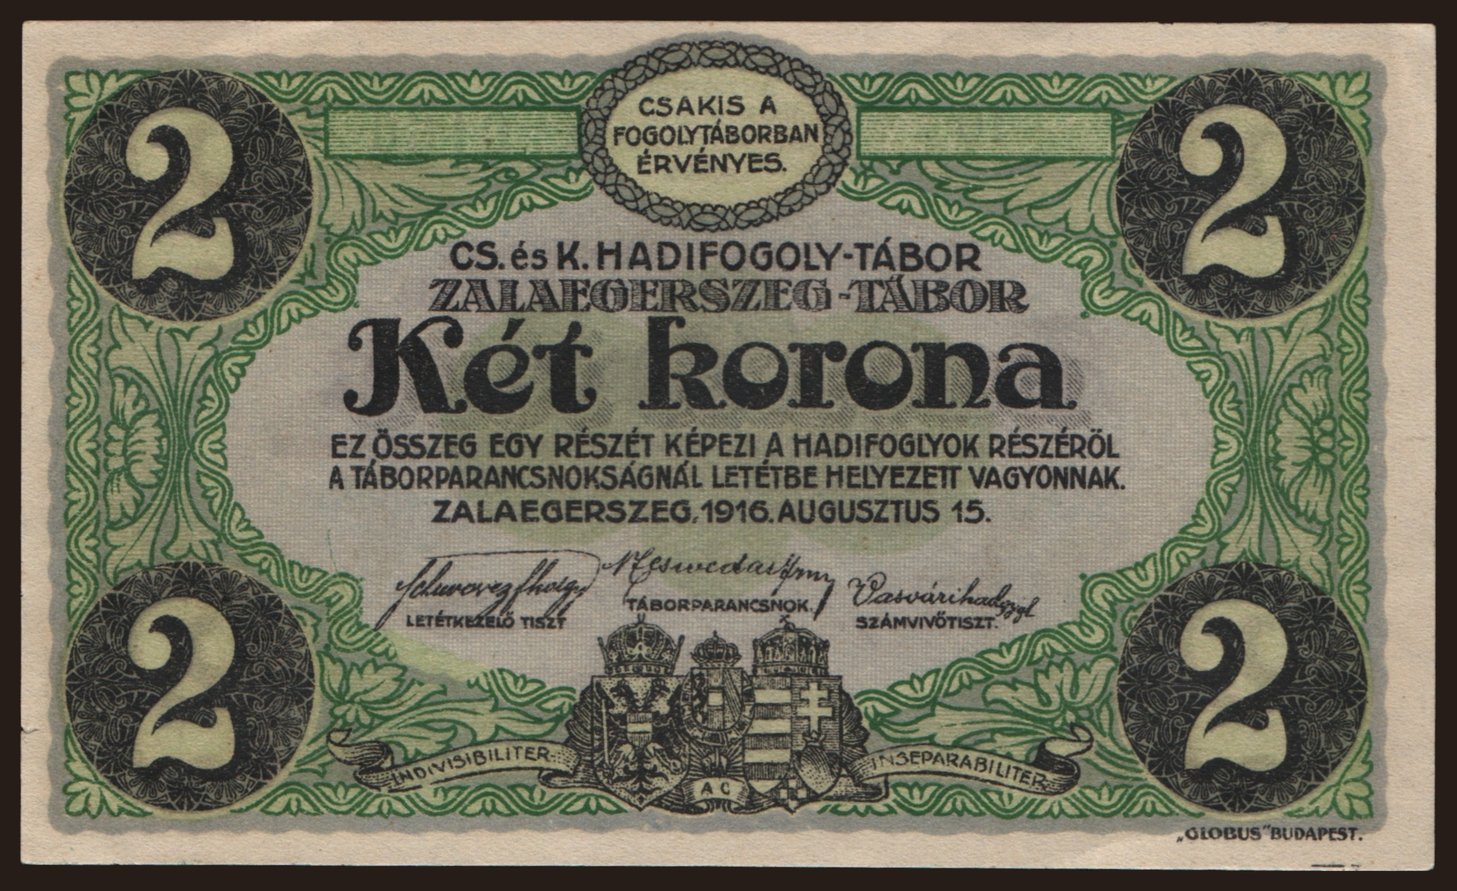 2
2
CSAKIS A
FOGOLYTÁBORBAN
ÉRVÉNYES.
CS. és K. HADIFOGOLY-TÁBOR
ZALAEGERSZEG-TÁBOR
Két korona
EZ ÖSSZEG EGY RÉSZÉT KÉPEZI A HADIFOGLYOK RÉSZÉRŐL
A TÁBORPARANCSNOKSÁGNÁL LETÉTBE HELYEZETT VAGYONNAK.
ZALAEGERSZEG, 1916. AUGUSZTUS 15.
LETÉTKEZELŐ TISZT
TÁBORPARANCSNOK.
SZÁMVIVŐTISZT.
2
2
INDIVISIBILITER
AC
INSEPARABILITER
„GLOBUS" BUDAPEST.